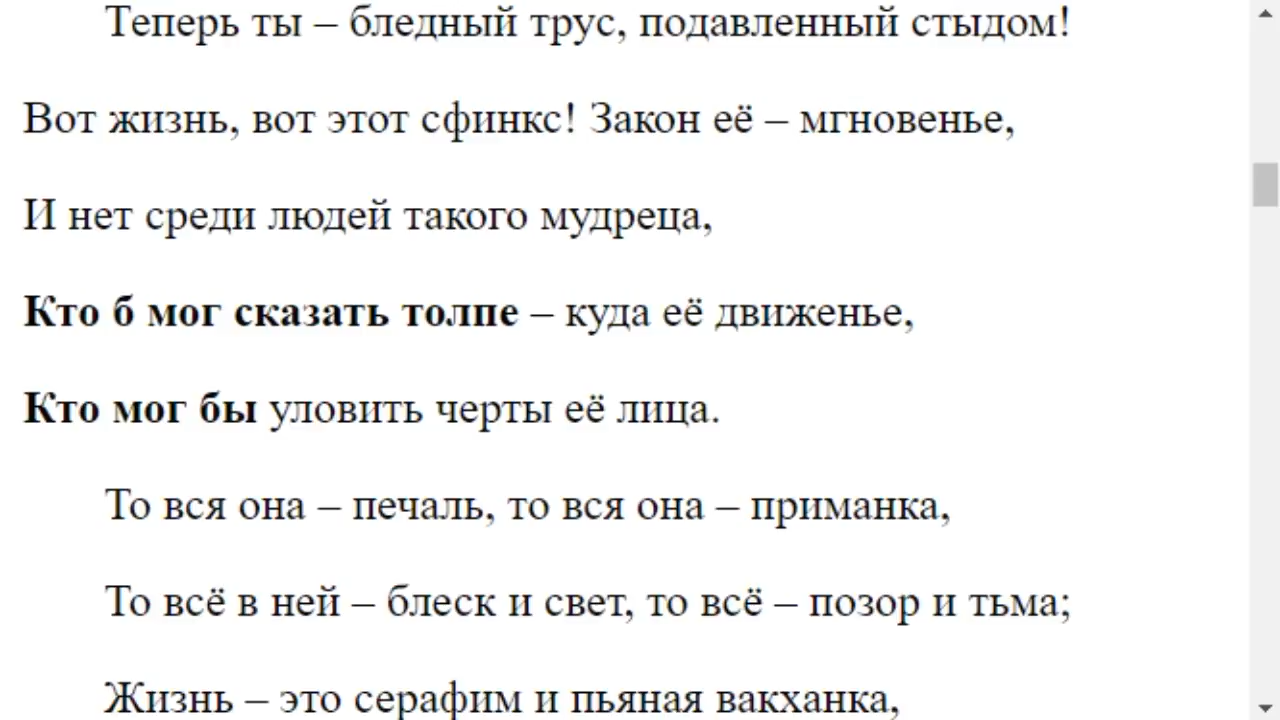 Теперь ты – бледный трус, подавленный стыдом!
Вот жизнь, вот этот сфинкс! Закон её – мгновенье,
И нет среди людей такого мудреца,
Кто б мог сказать толпе – куда её движенье,
Кто мог бы уловить черты её лица.
То вся она – печаль, то вся она – приманка,
То всё в ней – блеск и свет, то всё – позор и тьма;
Жизнь – это серафим и пьяная вакханка,